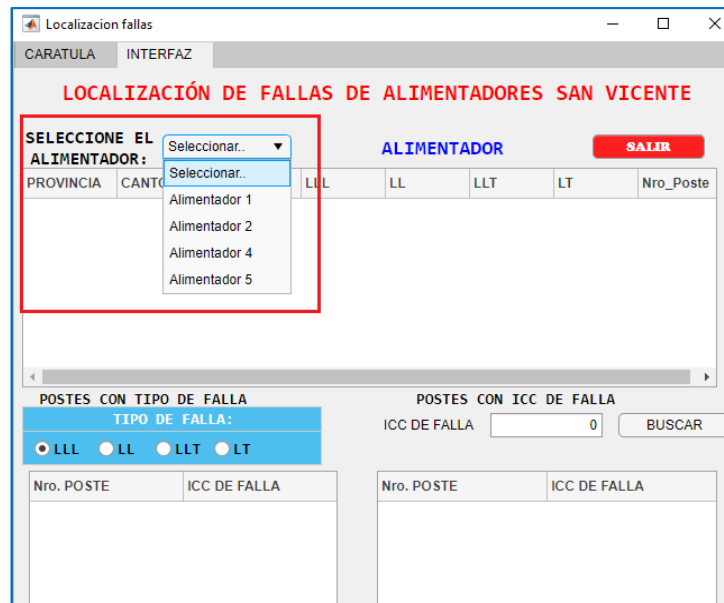 Localizacion fallas
CARATULA INTERFAZ
LOCALIZACIÓN DE FALLAS DE ALIMENTADORES SAN VICENTE
SELECCIONE EL
ALIMENTADOR:
Seleccionar..
ALIMENTADOR
SALIR
PROVINCIA CANTO LLL LL LLT LT Nro_Poste
Seleccionar..
Alimentador 1
Alimentador 2
Alimentador 4
Alimentador 5
POSTES CON TIPO DE FALLA
TIPO DE FALLA:
LLL LL LLT LT
POSTES CON ICC DE FALLA
ICC DE FALLA 0 BUSCAR
Nro. POSTE ICC DE FALLA
Nro. POSTE ICC DE FALLA